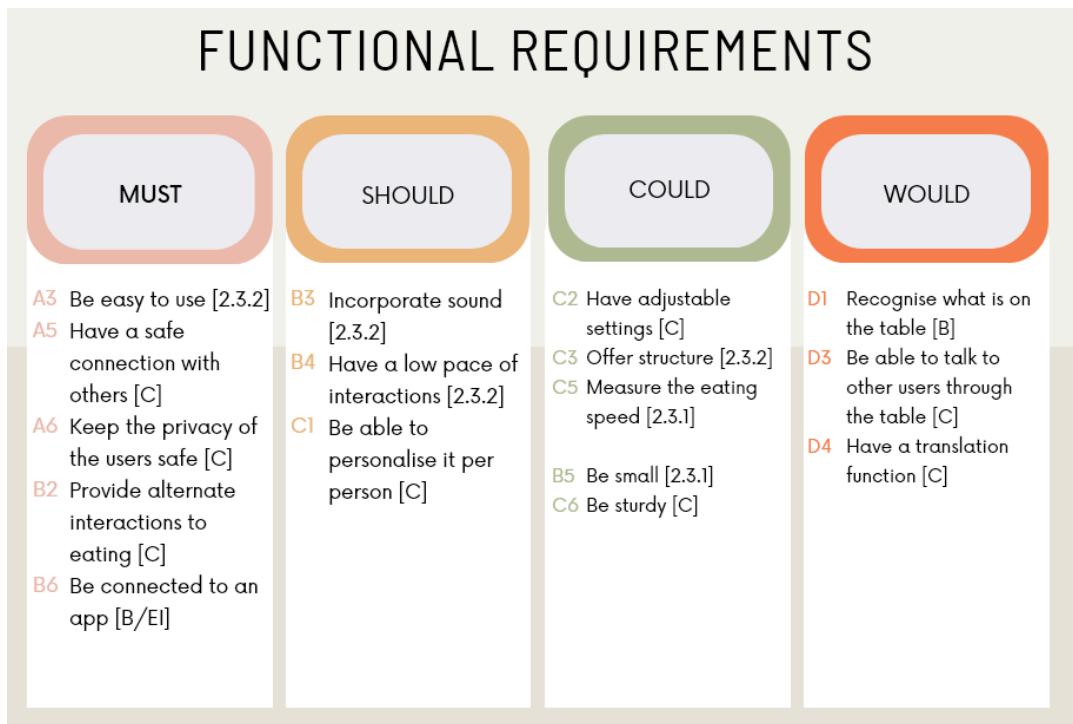 FUNCTIONAL REQUIREMENTS
MUST
A3 Be easy to use [2.3.2]
A5 Have a safe
connection with
others [C]
A6 Keep the privacy of
the users safe [C]
B2 Provide alternate
interactions to
eating [C]
B6 Be connected to an
app [B/EI]
SHOULD
B3 Incorporate sound
[2.3.2]
B4 Have a low pace of
interactions [2.3.2]
C1 Be able to
personalise it per
person [C]
COULD
C2 Have adjustable
settings [C]
C3 Offer structure [2.3.2]
C5 Measure the eating
speed [2.3.1]
B5 Be small [2.3.1]
C6 Be sturdy [C]
WOULD
D1 Recognise what is on
the table [B]
D3 Be able to talk to
other users through
the table [C]
D4 Have a translation
function [C]